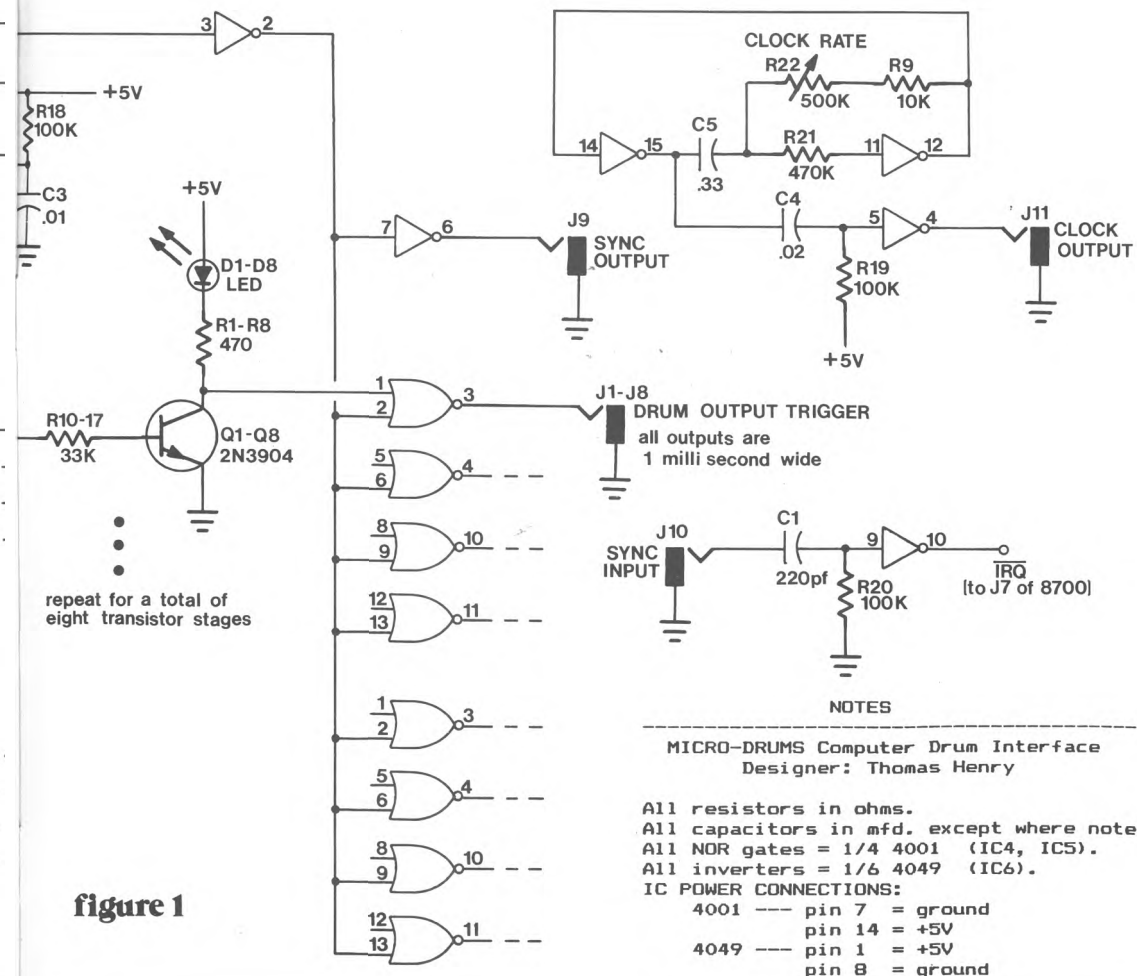 3
2
+5V
R18
100K
C3
.01
+5V
D1-D8
LED
R1-R8
470
R10-17
33K
Q1-Q8
2N3904
repeat for a total of
eight transistor stages
7
6
J9
SYNC
OUTPUT
CLOCK RATE
R22
500K
R9
10K
14
15
C5
.33
R21
470K
11
12
C4
.02
5
4
R19
100K
+5V
J11
CLOCK
OUTPUT
1
2
3
J1-J8
DRUM OUTPUT TRIGGER
all outputs are
1 milli second wide
5
6
4
8
9
10
12
13
11
1
2
3
5
6
4
8
9
10
12
13
11
J10
SYNC
INPUT
C1
220pf
9
10
R20
100K
IRQ
(to J7 of 8700)
NOTES
MICRO-DRUMS Computer Drum Interface
Designer: Thomas Henry
All resistors in ohms.
All capacitors in mfd. except where note
All NOR gates = 1/4 4001 (IC4, IC5).
All inverters = 1/6 4049 (IC6).
IC POWER CONNECTIONS:
4001 --- pin 7 = ground
pin 14 = +5V
4049 --- pin 1 = +5V
pin 8 = ground
figure 1